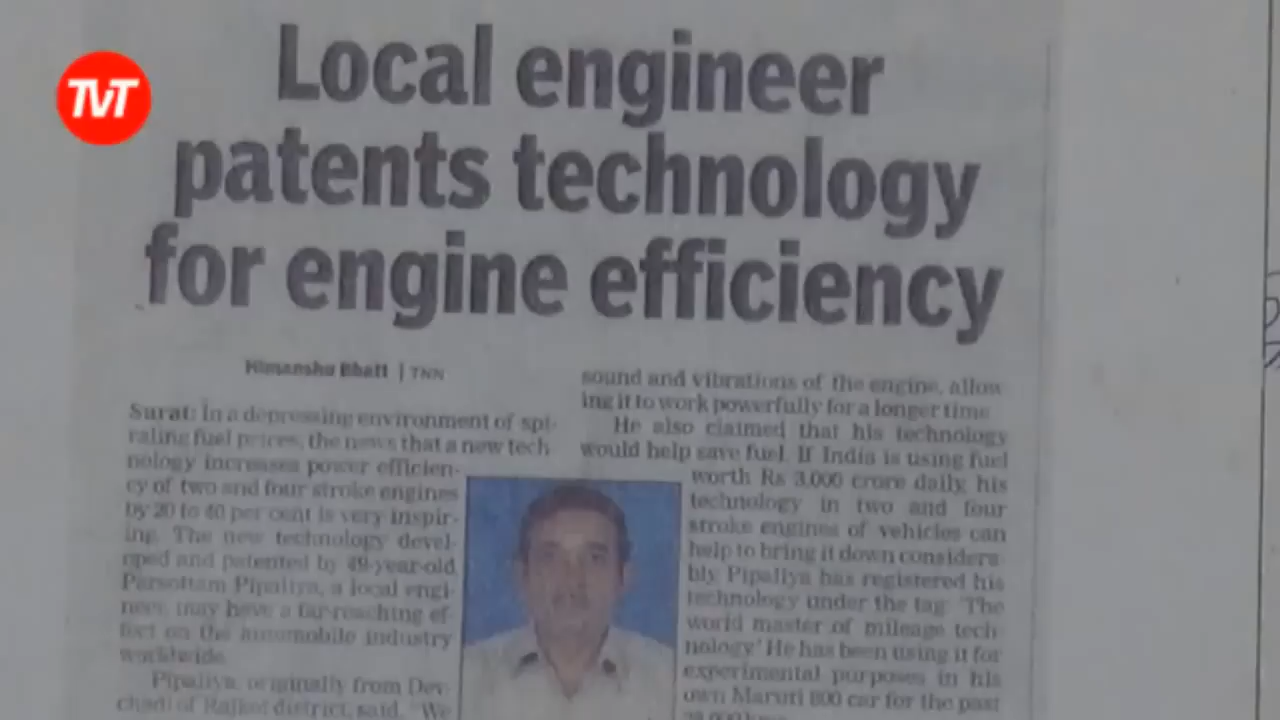 TVT
Local engineer
patents technology
for engine efficiency
Himanshu Bhatt | TNN
Surat: In a depressing environment of spi-
raling fuel prices, the news that a new tech
nology increases power efficien-
cy of two and four stroke engines
by 20 to 40 per cent is very inspir-
ing. The new technology devel-
oped and patented by 49-year-old
Parsottam Pipaliya, a local engi-
neer, may have a far-reaching ef-
fect on the automobile industry
worldwide.
Pipaliya, originally from Dev-
chadi of Rajkot district, said, "We
sound and vibrations of the engine, allow
ing it to work powerfully for a longer time
He also claimed that his technology
would help save fuel. If India is using fuel
worth Rs 3,000 crore daily, his
technology in two and four
stroke engines of vehicles can
help to bring it down considera-
bly. Pipaliya has registered his
technology under the tag 'The
world master of mileage tech-
nology.' He has been using it for
experimental purposes in his
own Maruti 800 car for the past